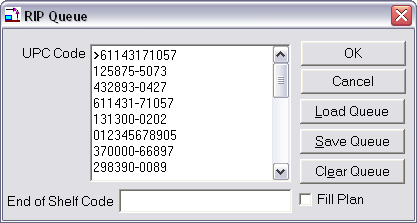 RIP Queue
UPC Code
>61143171057
125875-5073
432893-0427
611431-71057
131300-0202
012345678905
370000-66897
298390-0089
OK
Cancel
Load Queue
Save Queue
Clear Queue
End of Shelf Code
Fill Plan